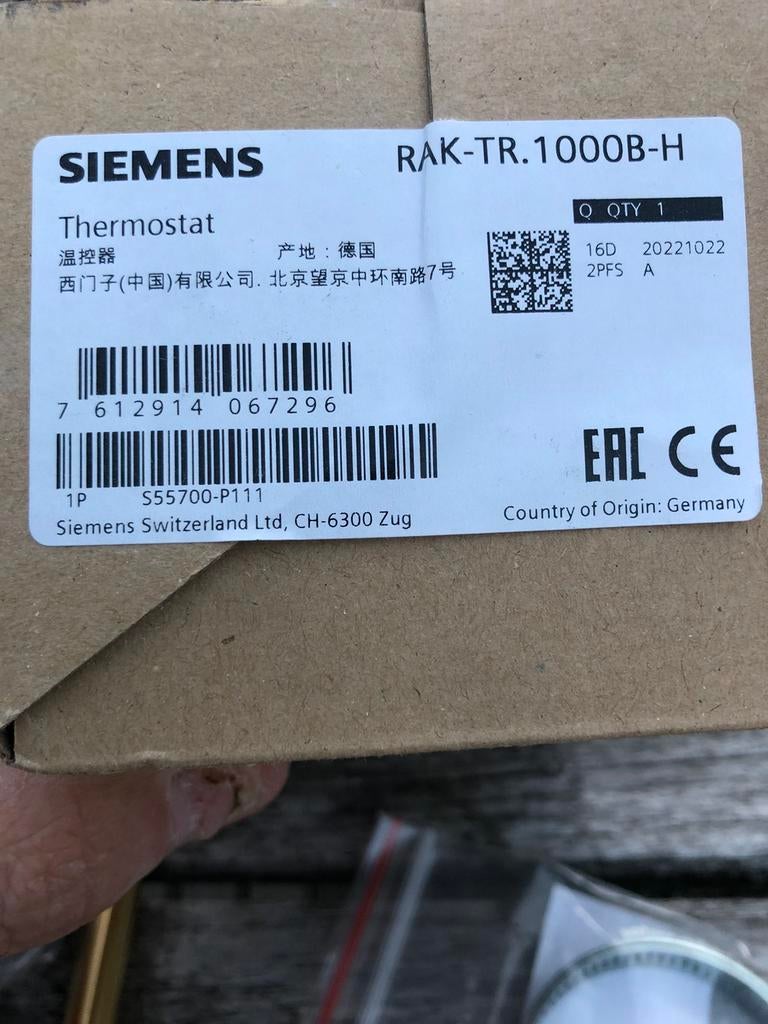 SIEMENS
RAK-TR.1000B-H
Thermostat
Q QTY 1
温控器 产地：德国
16D 20221022
西门子(中国)有限公司. 北京望京中环南路7号
2PFS A
7 612914 067296
1P S55700-P111
EAC CE
Siemens Switzerland Ltd, CH-6300 Zug
Country of Origin: Germany